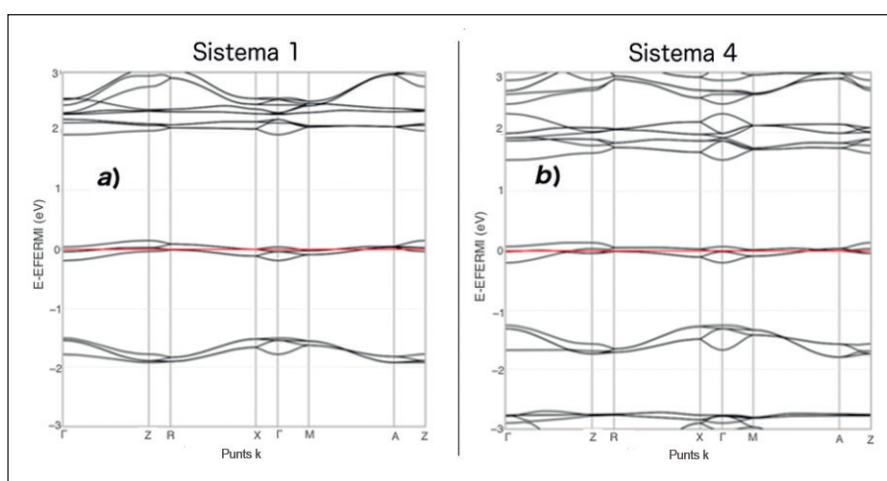 Sistema 1
a)
E-EFERMI (eV)
3
2
1
0
−1
−2
−3
Γ Z R X Γ M A Z
Punts k
Sistema 4
b)
E-EFERMI (eV)
3
2
1
0
−1
−2
−3
Γ Z R X Γ M A Z
Punts k